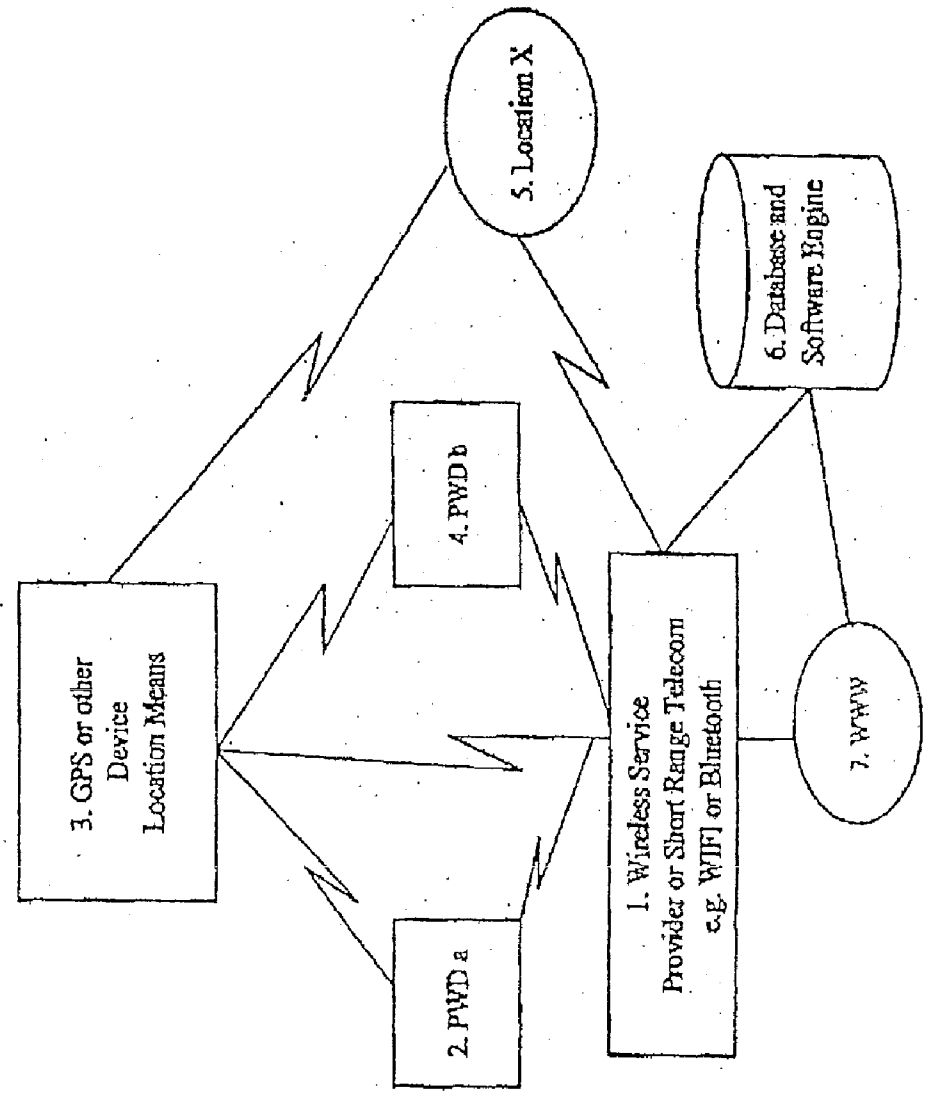 3. GPS or other
Device
Location Means
2. PWD a
4. PWD b
5. Location X
1. Wireless Service
Provider or Short Range Telecom
e.g. WIFI or Bluetooth
6. Database and
Software Engine
7. WWW